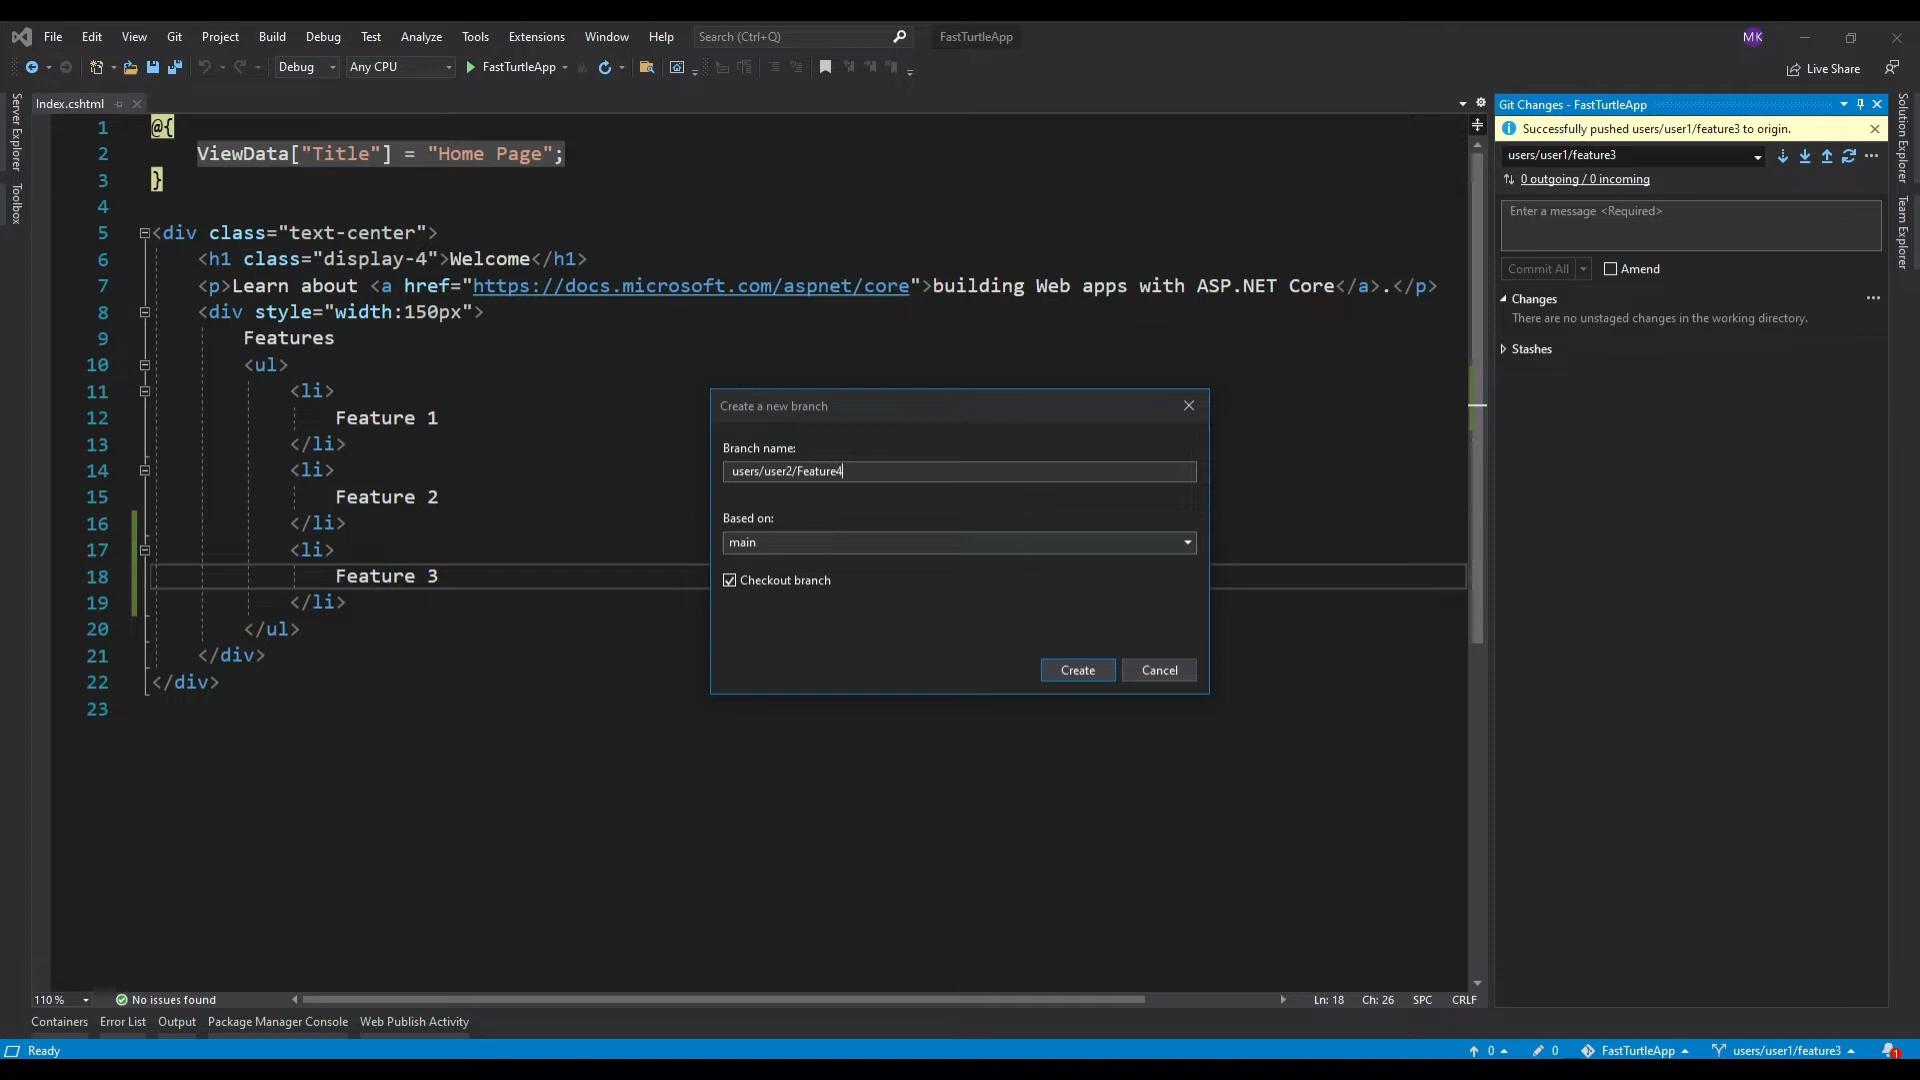 File Edit View Git Project Build Debug Test Analyze Tools Extensions Window Help Search (Ctrl+Q) FastTurtleApp MK
Debug Any CPU FastTurtleApp Live Share
Server Explorer
Toolbox
Index.cshtml
1 @{
2 ViewData["Title"] = "Home Page";
3 }
4
5 <div class="text-center">
6 <h1 class="display-4">Welcome</h1>
7 <p>Learn about <a href="https://docs.microsoft.com/aspnet/core">building Web apps with ASP.NET Core</a>.</p>
8 <div style="width:150px">
9 Features
10 <ul>
11 <li>
12 Feature 1
13 </li>
14 <li>
15 Feature 2
16 </li>
17 <li>
18 Feature 3
19 </li>
20 </ul>
21 </div>
22 </div>
23
Create a new branch
Branch name:
users/user2/Feature4
Based on:
main
Checkout branch
Create Cancel
Git Changes - FastTurtleApp
Successfully pushed users/user1/feature3 to origin.
users/user1/feature3
0 outgoing / 0 incoming
Enter a message <Required>
Commit All Amend
Changes
There are no unstaged changes in the working directory.
Stashes
Solution Explorer
Team Explorer
110 % No issues found Ln: 18 Ch: 26 SPC CRLF
Containers Error List Output Package Manager Console Web Publish Activity
Ready 0 0 FastTurtleApp users/user1/feature3 1